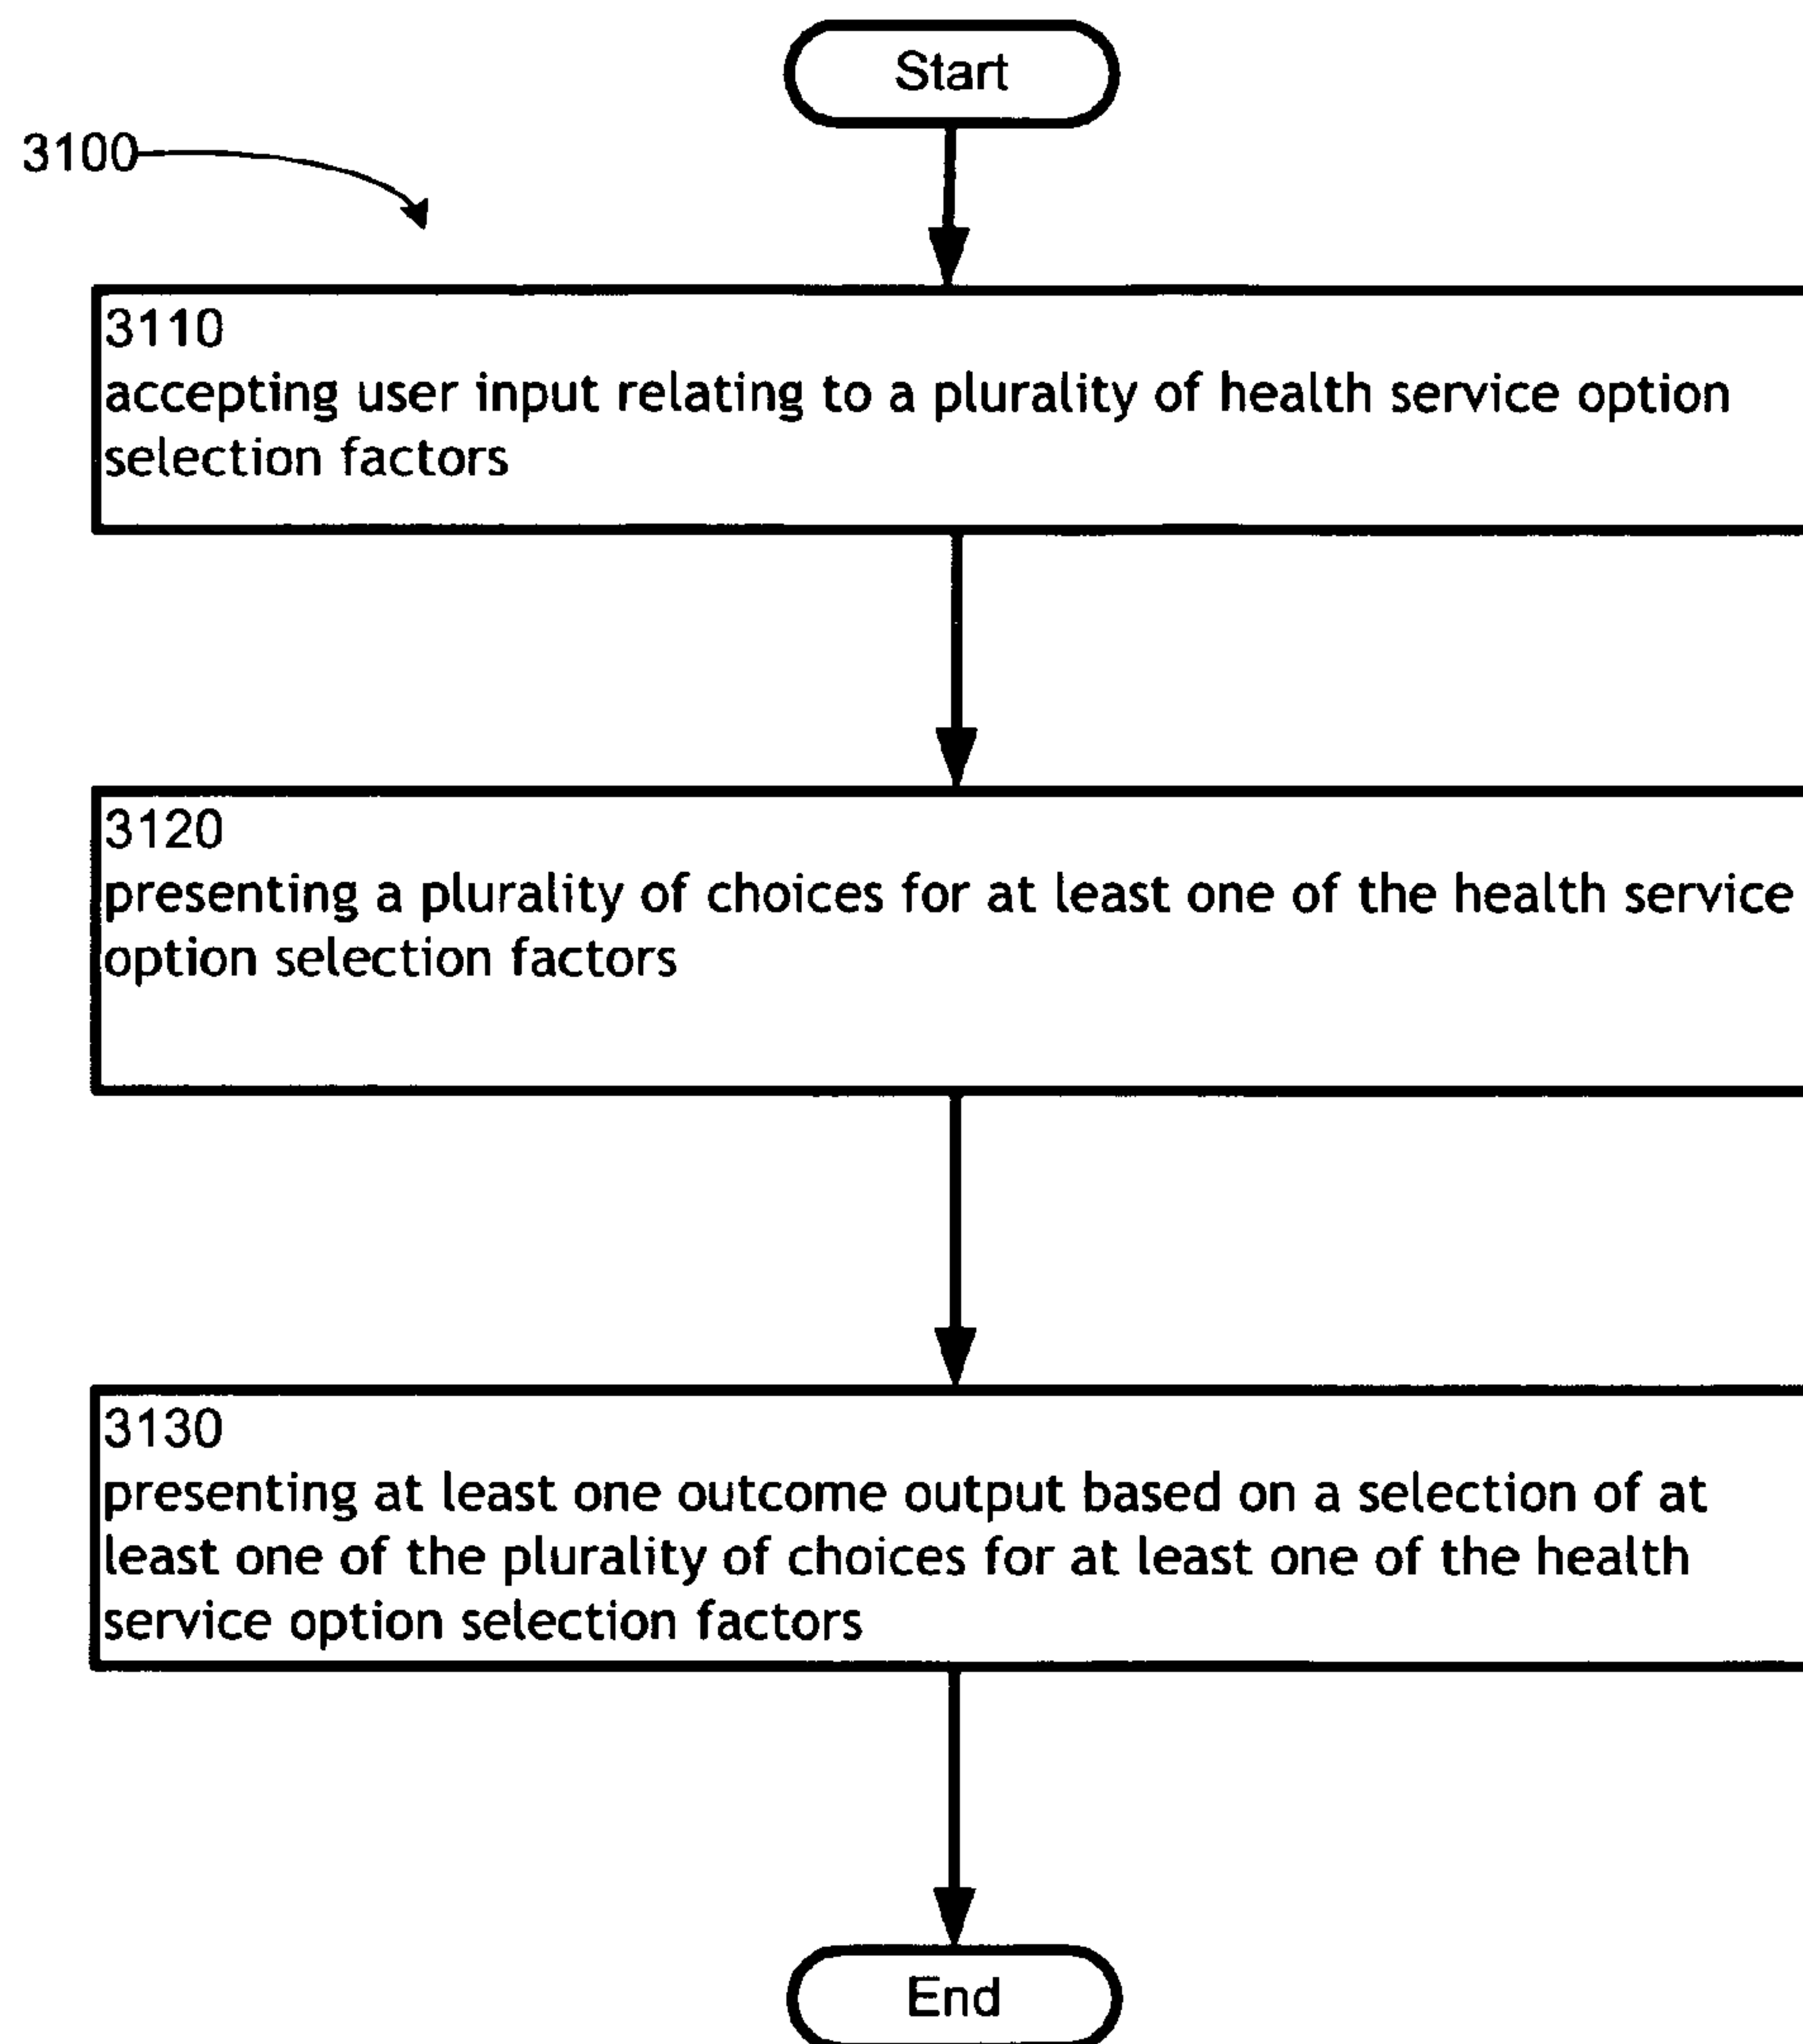 Start
3100
3110
accepting user input relating to a plurality of health service option
selection factors
3120
presenting a plurality of choices for at least one of the health service
option selection factors
3130
presenting at least one outcome output based on a selection of at
least one of the plurality of choices for at least one of the health
service option selection factors
End